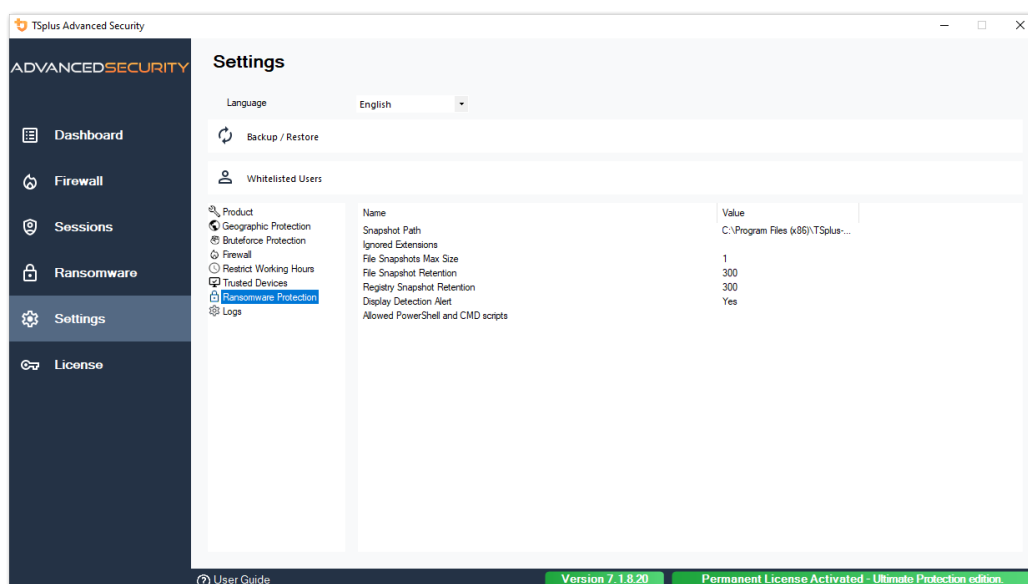 TSplus Advanced Security
ADVANCEDSECURITY
Dashboard
Firewall
Sessions
Ransomware
Settings
License
Settings
Language English
Backup / Restore
Whitelisted Users
Product
Geographic Protection
Bruteforce Protection
Firewall
Restrict Working Hours
Trusted Devices
Ransomware Protection
Logs
Name Value
Snapshot Path C:\Program Files (x86)\TSplus-...
Ignored Extensions
File Snapshots Max Size 1
File Snapshot Retention 300
Registry Snapshot Retention 300
Display Detection Alert Yes
Allowed PowerShell and CMD scripts
User Guide Version 7.1.8.20 Permanent License Activated - Ultimate Protection edition.